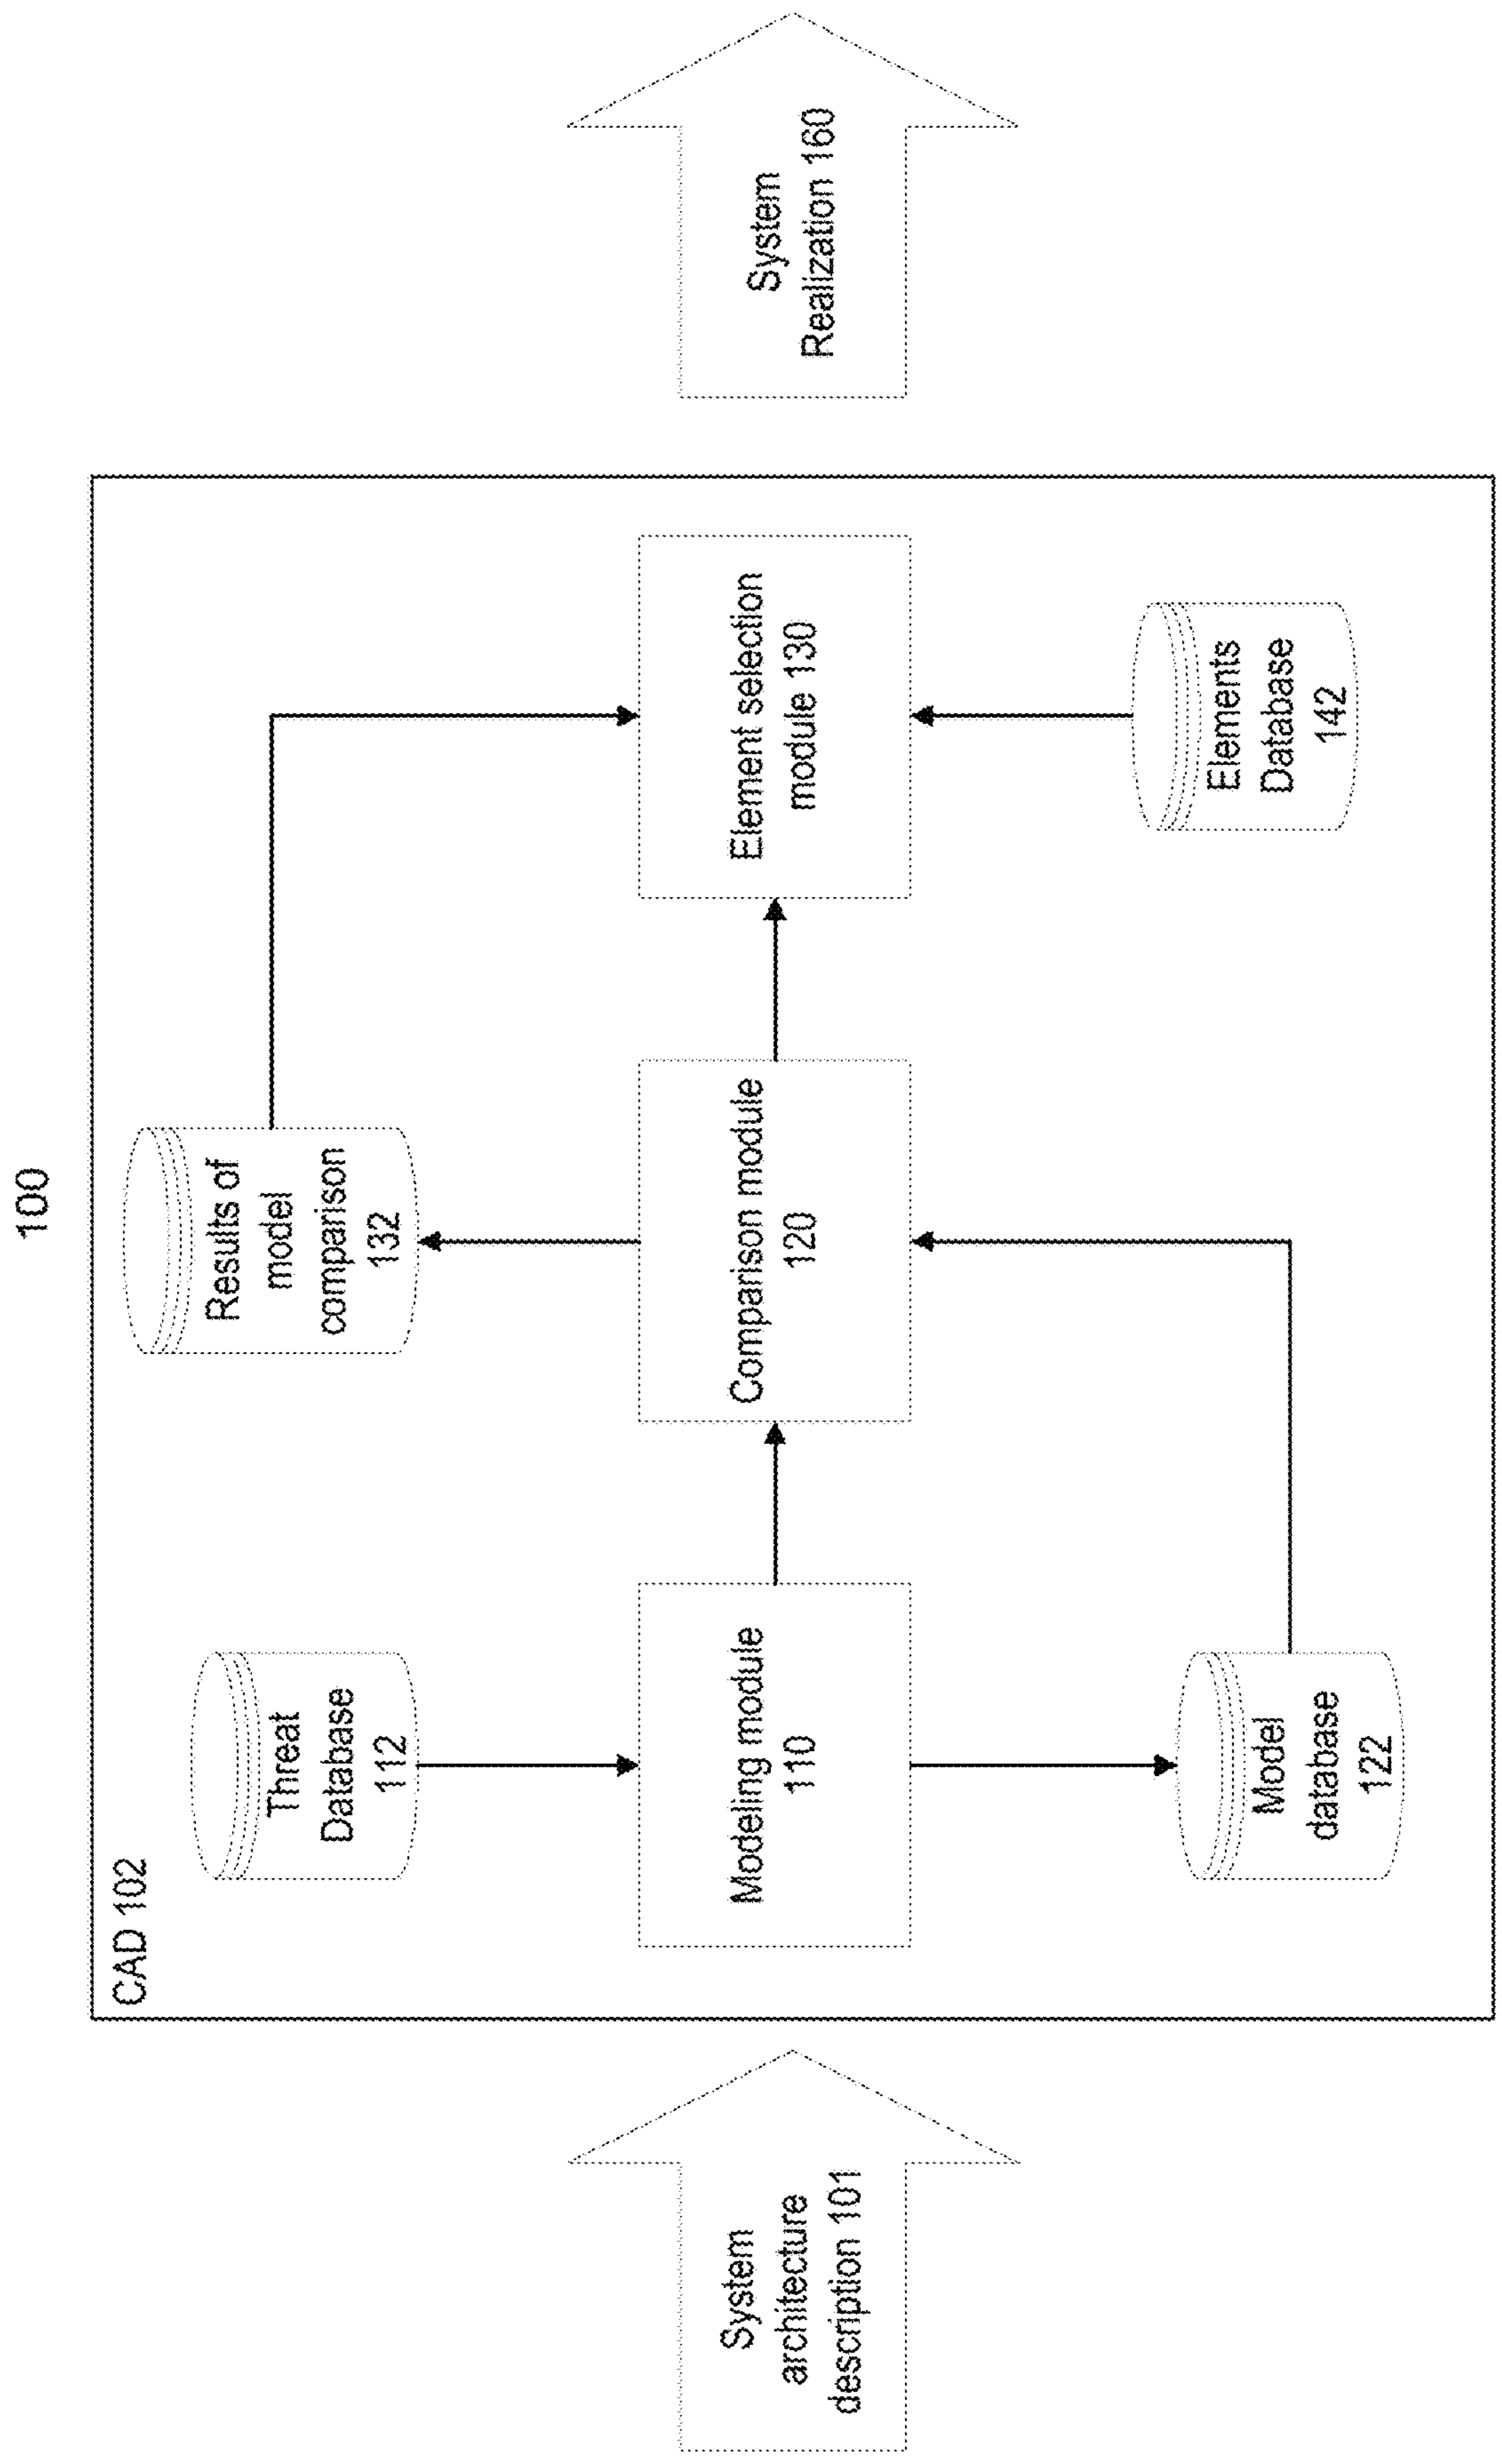 100
CAD 102
System
architecture
description 101
Threat
Database
112
Modeling module
110
Model
database
122
Results of
model
comparison
132
Comparison module
120
Element selection
module 130
Elements
Database
142
System
Realization 160